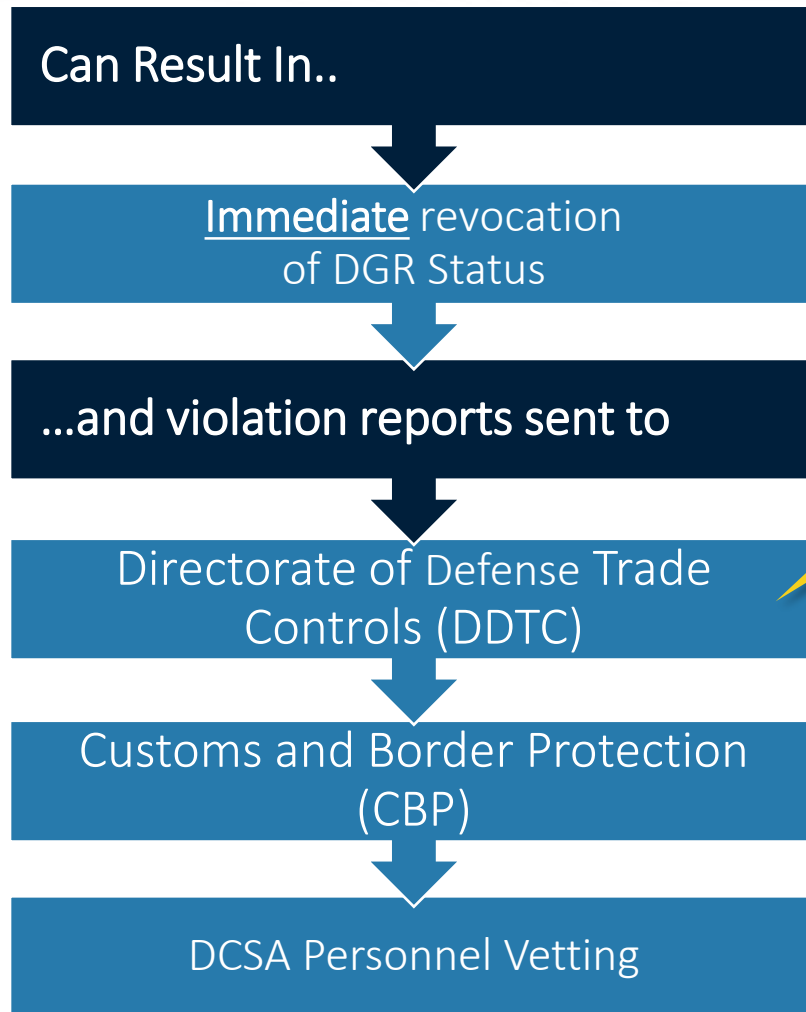 Can Result In..
Immediate revocation
of DGR Status
...and violation reports sent to
Directorate of Defense Trade
Controls (DDTC)
Customs and Border Protection
(CBP)
DCSA Personnel Vetting